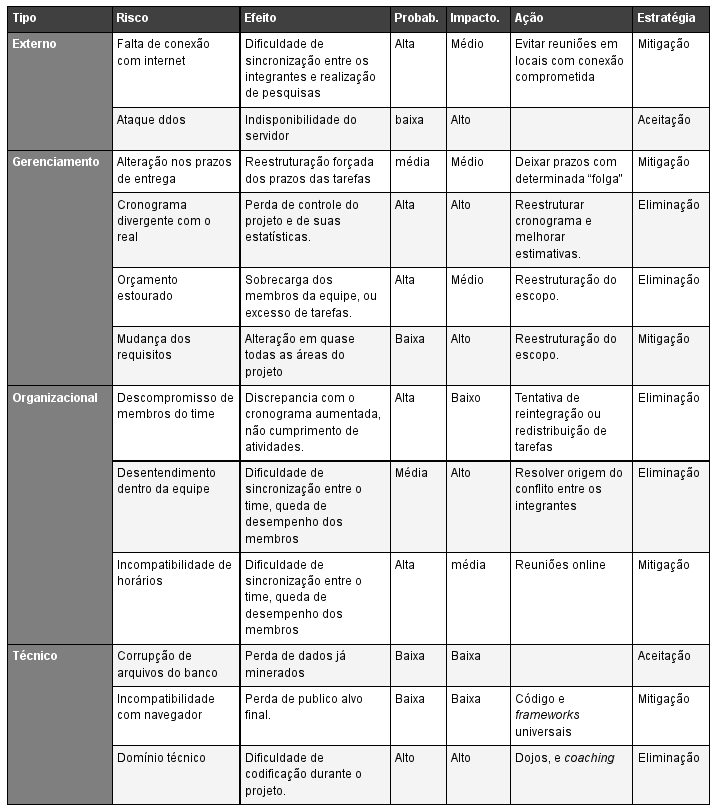 Tipo Risco Efeito Probab. Impacto. Ação Estratégia
Externo Falta de conexão Dificuldade de Alta Médio Evitar reuniões em Mitigação
com internet sincronização entre os locais com conexão
integrantes e realização comprometida
de pesquisas
Ataque ddos Indisponibilidade do baixa Alto Aceitação
servidor
Gerenciamento Alteração nos prazos Reestruturação forçada média Médio Deixar prazos com Mitigação
de entrega dos prazos das tarefas determinada “folga”
Cronograma Perda de controle do Alta Alto Reestruturar Eliminação
divergente com o projeto e de suas cronograma e
real estatísticas. melhorar
estimativas.
Orçamento Sobrecarga dos Alta Médio Reestruturação do Eliminação
estourado membros da equipe, ou escopo.
excesso de tarefas.
Mudança dos Alteração em quase Baixa Alto Reestruturação do Mitigação
requisitos todas as áreas do escopo.
projeto
Organizacional Descompromisso de Discrepancia com o Alta Baixo Tentativa de Eliminação
membros do time cronograma aumentada, reintegração ou
não cumprimento de redistribuição de
atividades. tarefas
Desentendimento Dificuldade de Média Alto Resolver origem do Eliminação
dentro da equipe sincronização entre o conflito entre os
time, queda de integrantes
desempenho dos
membros
Incompatibilidade de Dificuldade de Alta média Reuniões online Mitigação
horários sincronização entre o
time, queda de
desempenho dos
membros
Técnico Corrupção de Perda de dados já Baixa Baixa Aceitação
arquivos do banco minerados
Incompatibilidade Perda de publico alvo Baixa Baixa Código e Mitigação
com navegador final. frameworks
universais
Domínio técnico Dificuldade de Alto Alto Dojos, e coaching Eliminação
codificação durante o
projeto.